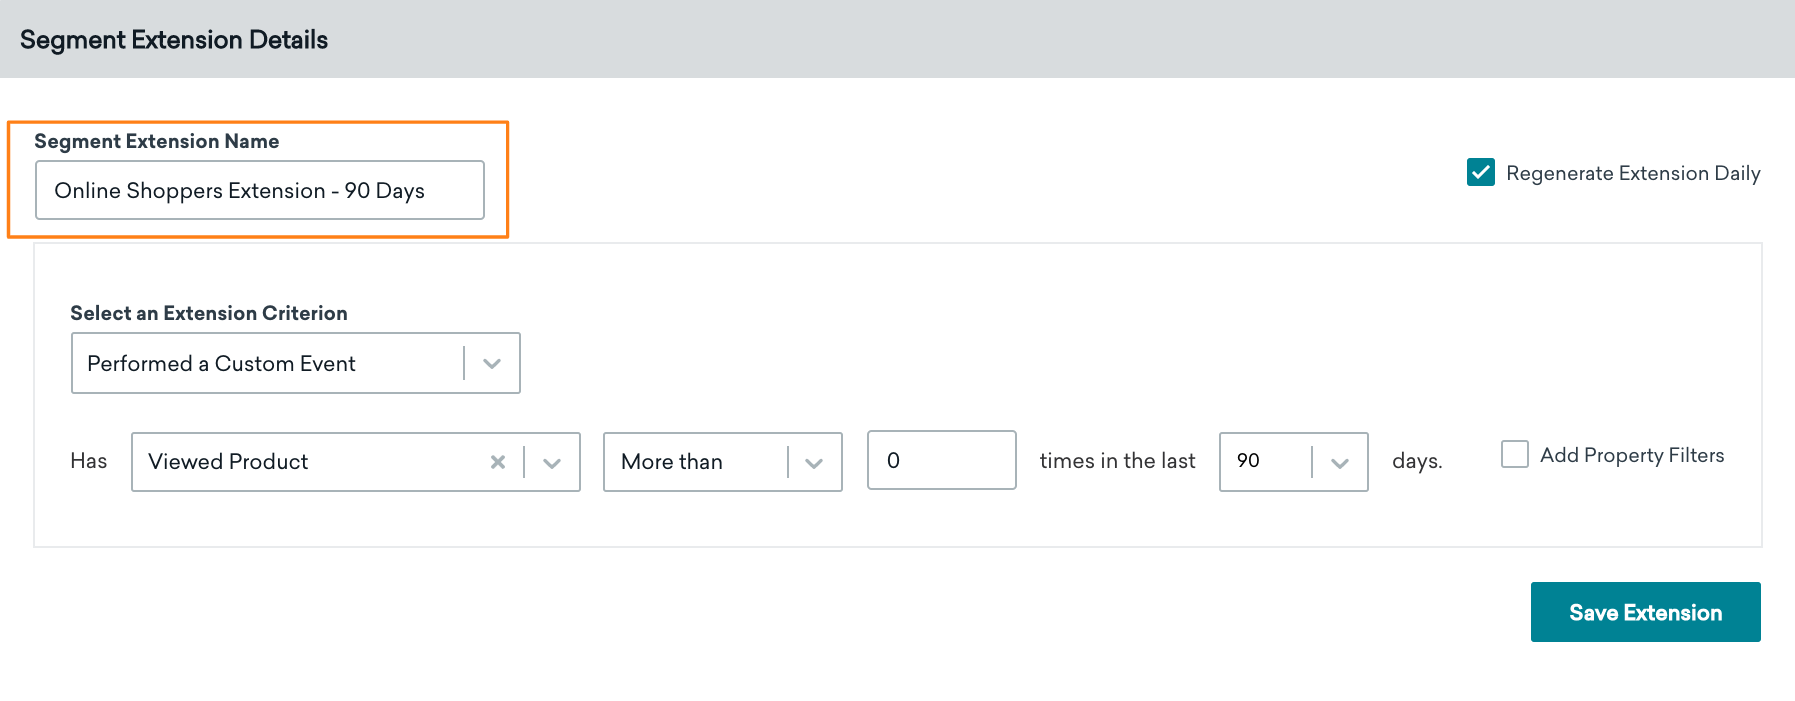 Segment Extension Details
Segment Extension Name
Online Shoppers Extension - 90 Days
Regenerate Extension Daily
Select an Extension Criterion
Performed a Custom Event
Has Viewed Product More than 0 times in the last 90 days. Add Property Filters
Save Extension